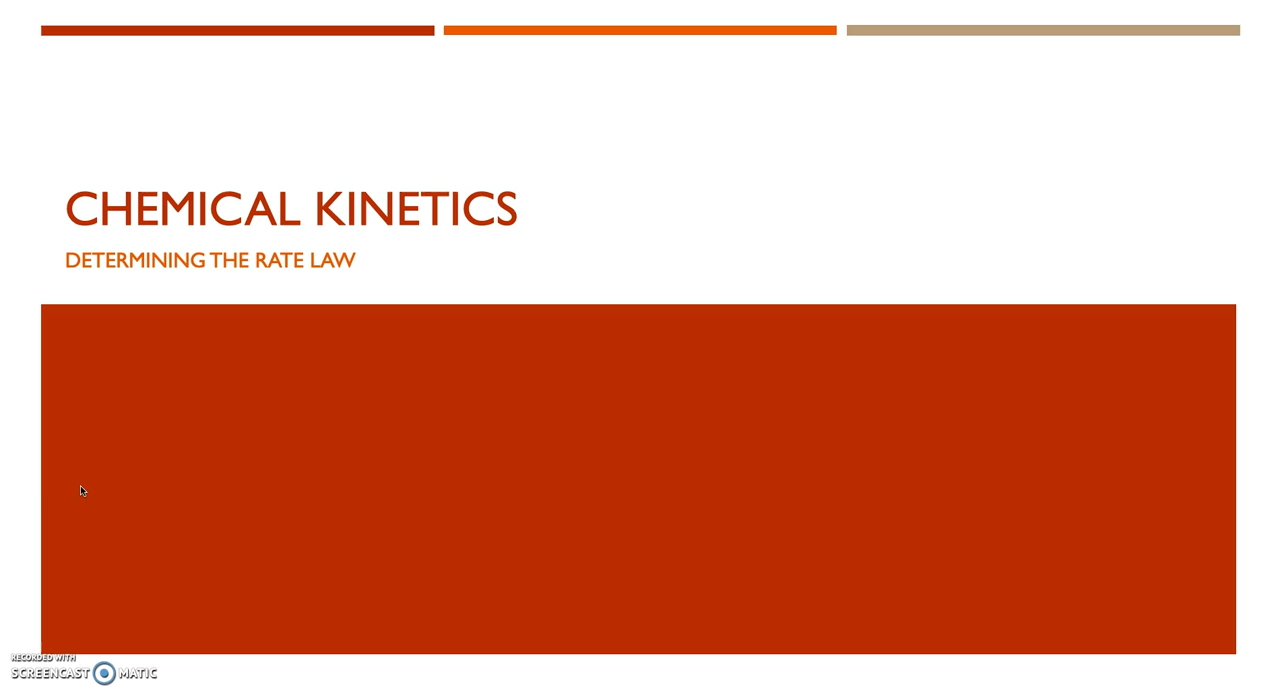 CHEMICAL KINETICS
DETERMINING THE RATE LAW
RECORDED WITH
SCREENCAST MATIC